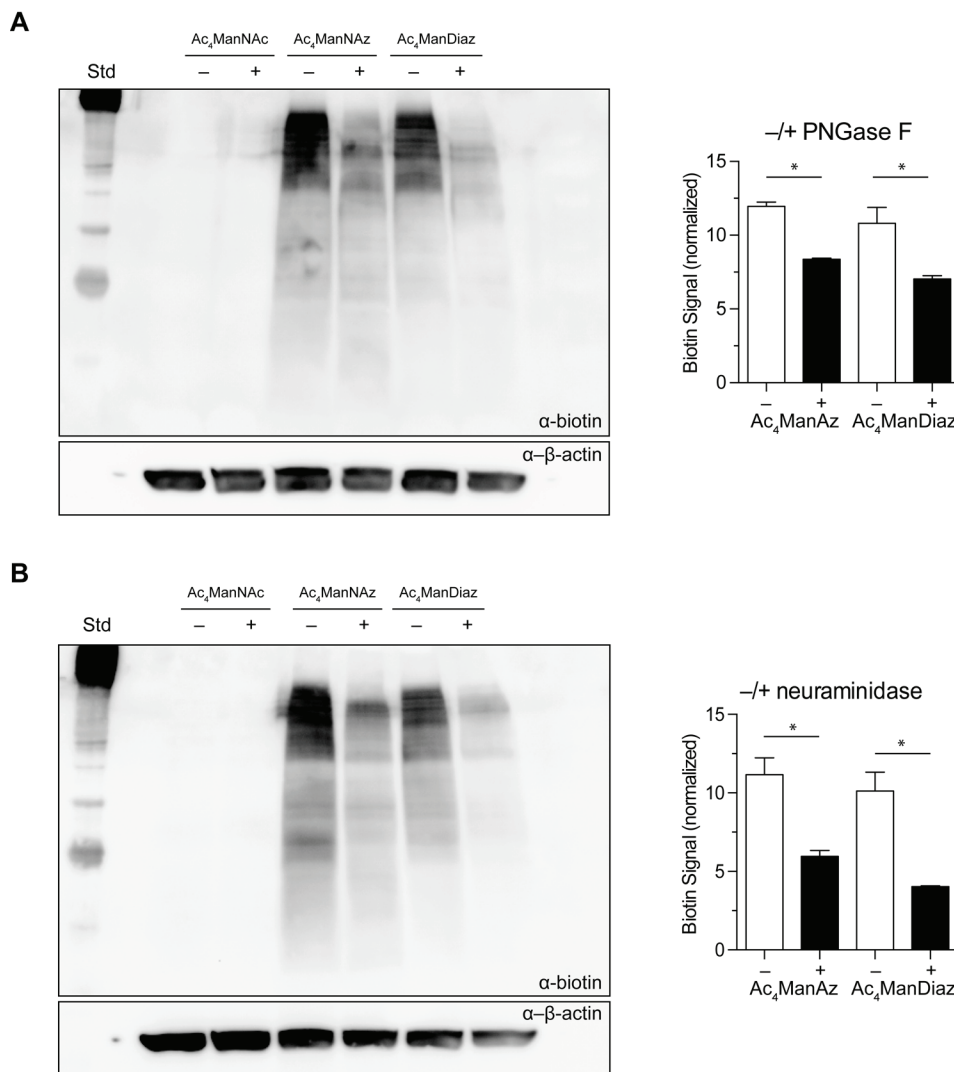 A
Ac₄ManNAc Ac₄ManNAz Ac₄ManDiaz
Std – + – + – +
α-biotin
α–β-actin
–/+ PNGase F
Biotin Signal (normalized)
15
10
5
0
– + – +
Ac₄ManAz Ac₄ManDiaz
* *
B
Ac₄ManNAc Ac₄ManNAz Ac₄ManDiaz
Std – + – + – +
α-biotin
α–β-actin
–/+ neuraminidase
Biotin Signal (normalized)
15
10
5
0
– + – +
Ac₄ManAz Ac₄ManDiaz
* *